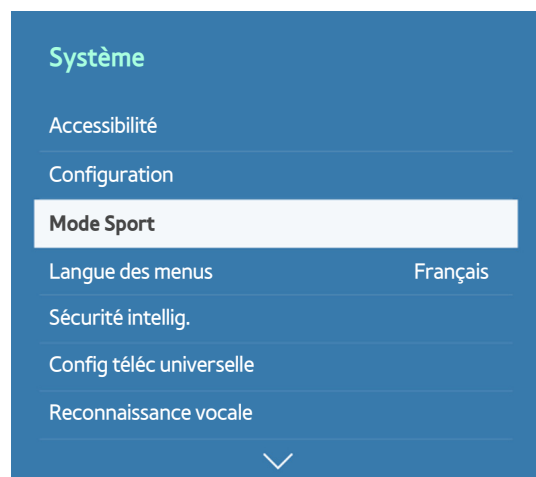 Système
Accessibilité
Configuration
Mode Sport
Langue des menus Français
Sécurité intellig.
Config téléc universelle
Reconnaissance vocale